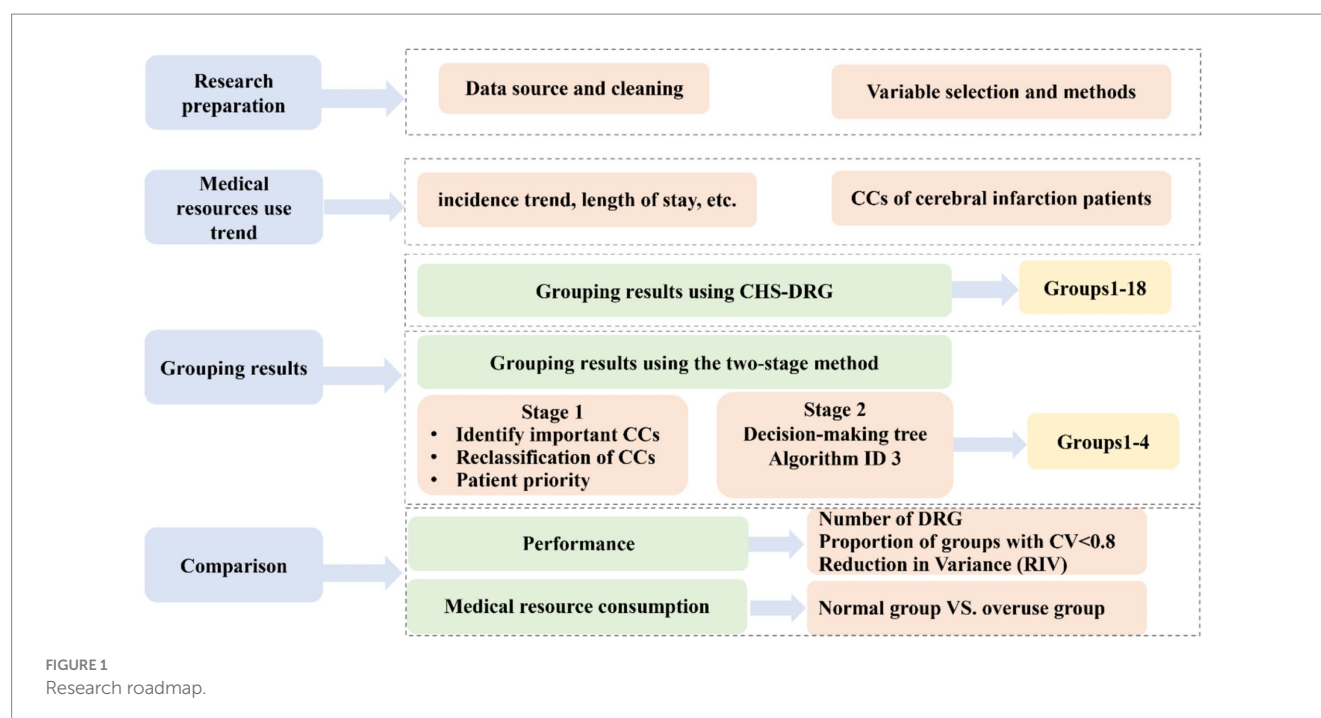 Research
preparation
Data source and cleaning
Variable selection and methods
Medical
resources use
trend
incidence trend, length of stay, etc.
CCs of cerebral infarction patients
Grouping results
Grouping results using CHS-DRG
Groups1-18
Grouping results using the two-stage method
Stage 1
• Identify important CCs
• Reclassification of CCs
• Patient priority
Stage 2
Decision-making tree
Algorithm ID 3
Groups1-4
Comparison
Performance
Number of DRG
Proportion of groups with CV<0.8
Reduction in Variance (RIV)
Medical resource consumption
Normal group VS. overuse group
FIGURE 1
Research roadmap.